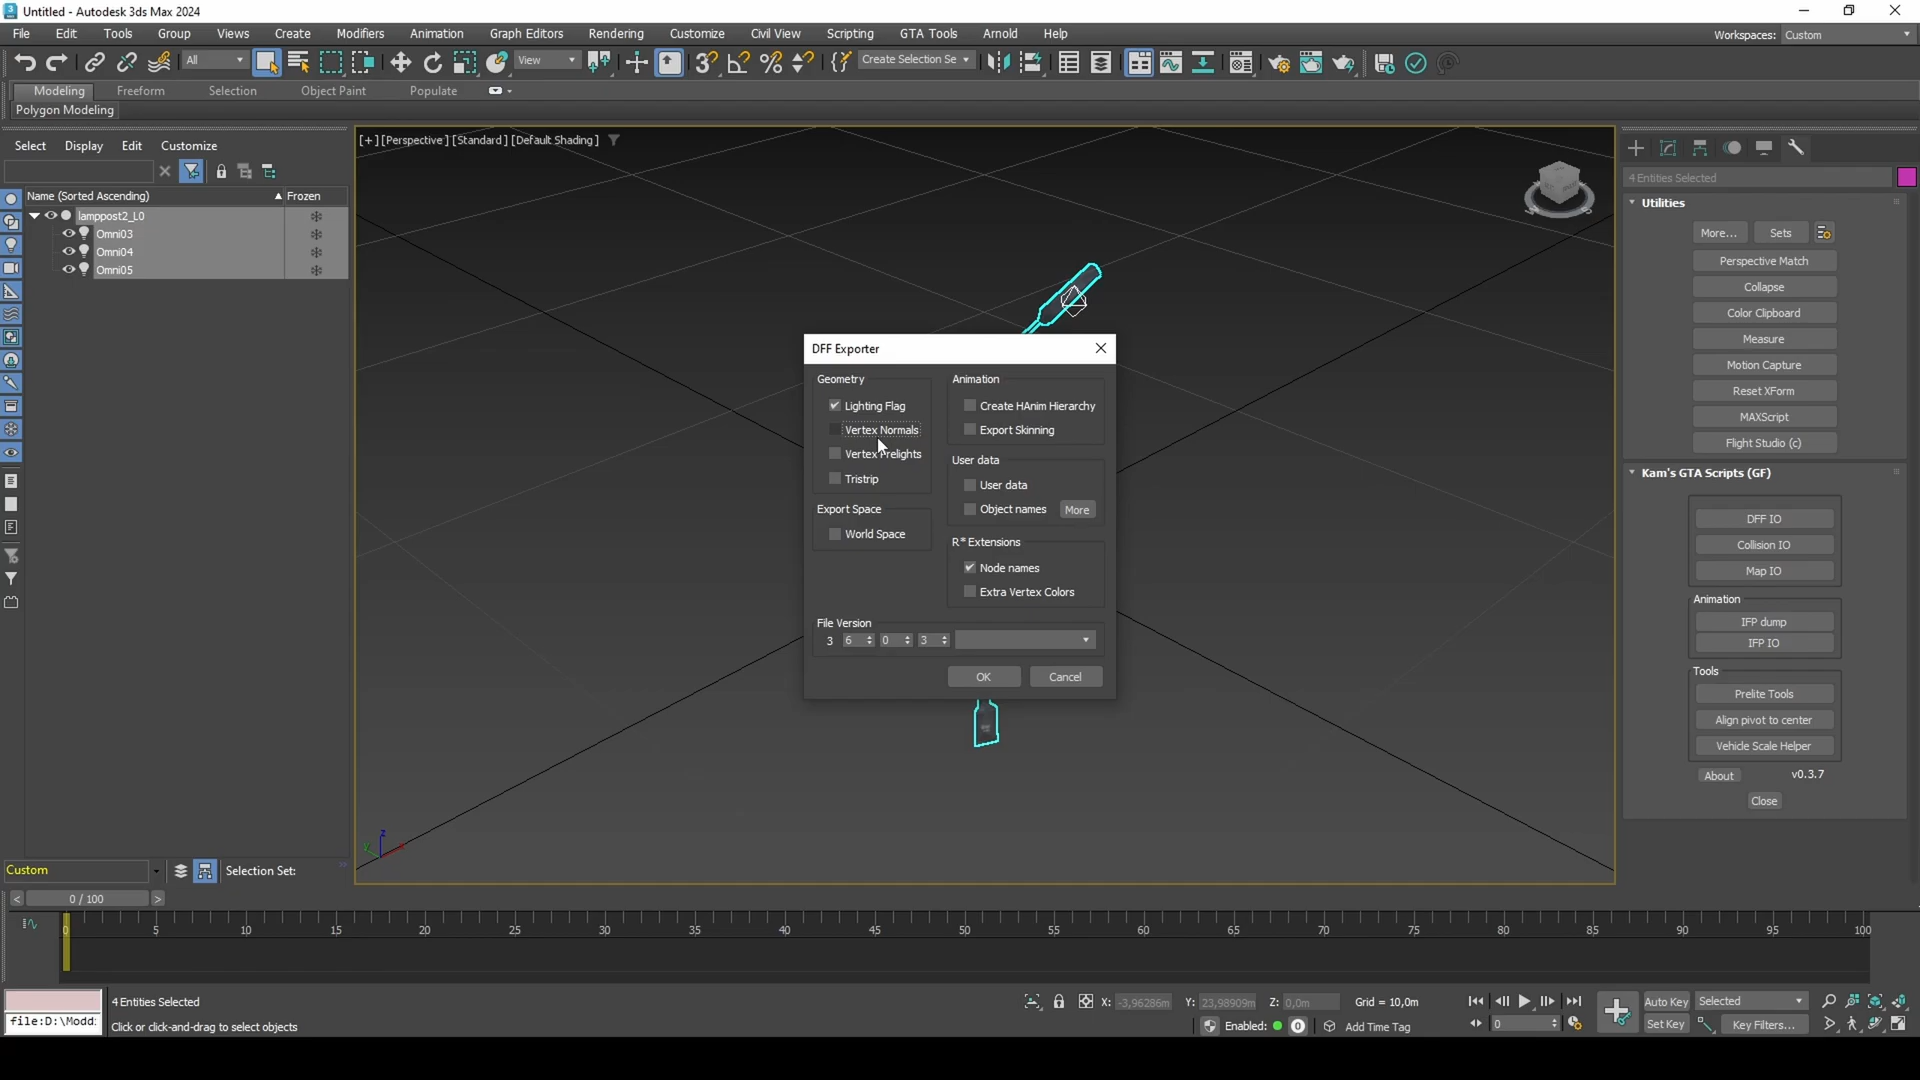 Untitled - Autodesk 3ds Max 2024
File Edit Tools Group Views Create Modifiers Animation Graph Editors Rendering Customize Civil View Scripting GTA Tools Arnold Help
Workspaces: Custom
All View Create Selection Se
Modeling Freeform Selection Object Paint Populate
Polygon Modeling
Select Display Edit Customize
Name (Sorted Ascending) Frozen
lamppost2_L0
Omni03
Omni04
Omni05
[+] [Perspective] [Standard] [Default Shading]
DFF Exporter
Geometry
Lighting Flag
Vertex Normals
Vertex Prelights
Tristrip
Export Space
World Space
Animation
Create HAnim Hierarchy
Export Skinning
User data
User data
Object names More
R* Extensions
Node names
Extra Vertex Colors
File Version
3 6 0 3
OK Cancel
4 Entities Selected
Utilities
More... Sets
Perspective Match
Collapse
Color Clipboard
Measure
Motion Capture
Reset XForm
MAXScript
Flight Studio (c)
Kam's GTA Scripts (GF)
DFF IO
Collision IO
Map IO
Animation
IFP dump
IFP IO
Tools
Prelite Tools
Align pivot to center
Vehicle Scale Helper
About v0.3.7
Close
Custom Selection Set:
< 0 / 100 >
0 5 10 15 20 25 30 35 40 45 50 55 60 65 70 75 80 85 90 95 100
4 Entities Selected
file:D:\Modd: Click or click-and-drag to select objects
X: -3,96286m Y: 23,98909m Z: 0,0m Grid = 10,0m
Enabled: 0 Add Time Tag
0
Auto Key Selected
Set Key Key Filters...